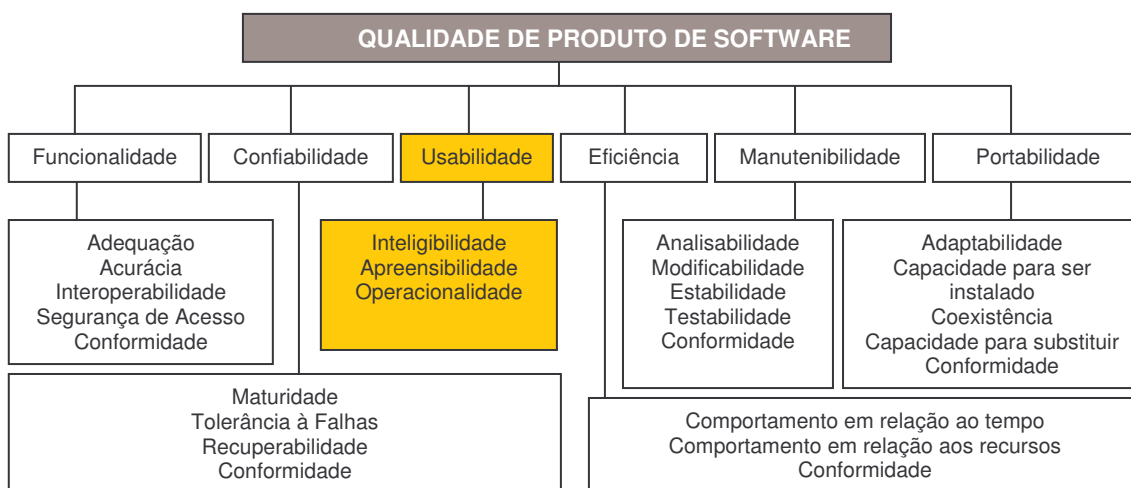 QUALIDADE DE PRODUTO DE SOFTWARE
Funcionalidade
Confiabilidade
Usabilidade
Eficiência
Manutenibilidade
Portabilidade
Adequação
Acurácia
Interoperabilidade
Segurança de Acesso
Conformidade
Inteligibilidade
Apreensibilidade
Operacionalidade
Analisabilidade
Modificabilidade
Estabilidade
Testabilidade
Conformidade
Adaptabilidade
Capacidade para ser
instalado
Coexistência
Capacidade para substituir
Conformidade
Maturidade
Tolerância à Falhas
Recuperabilidade
Conformidade
Comportamento em relação ao tempo
Comportamento em relação aos recursos
Conformidade